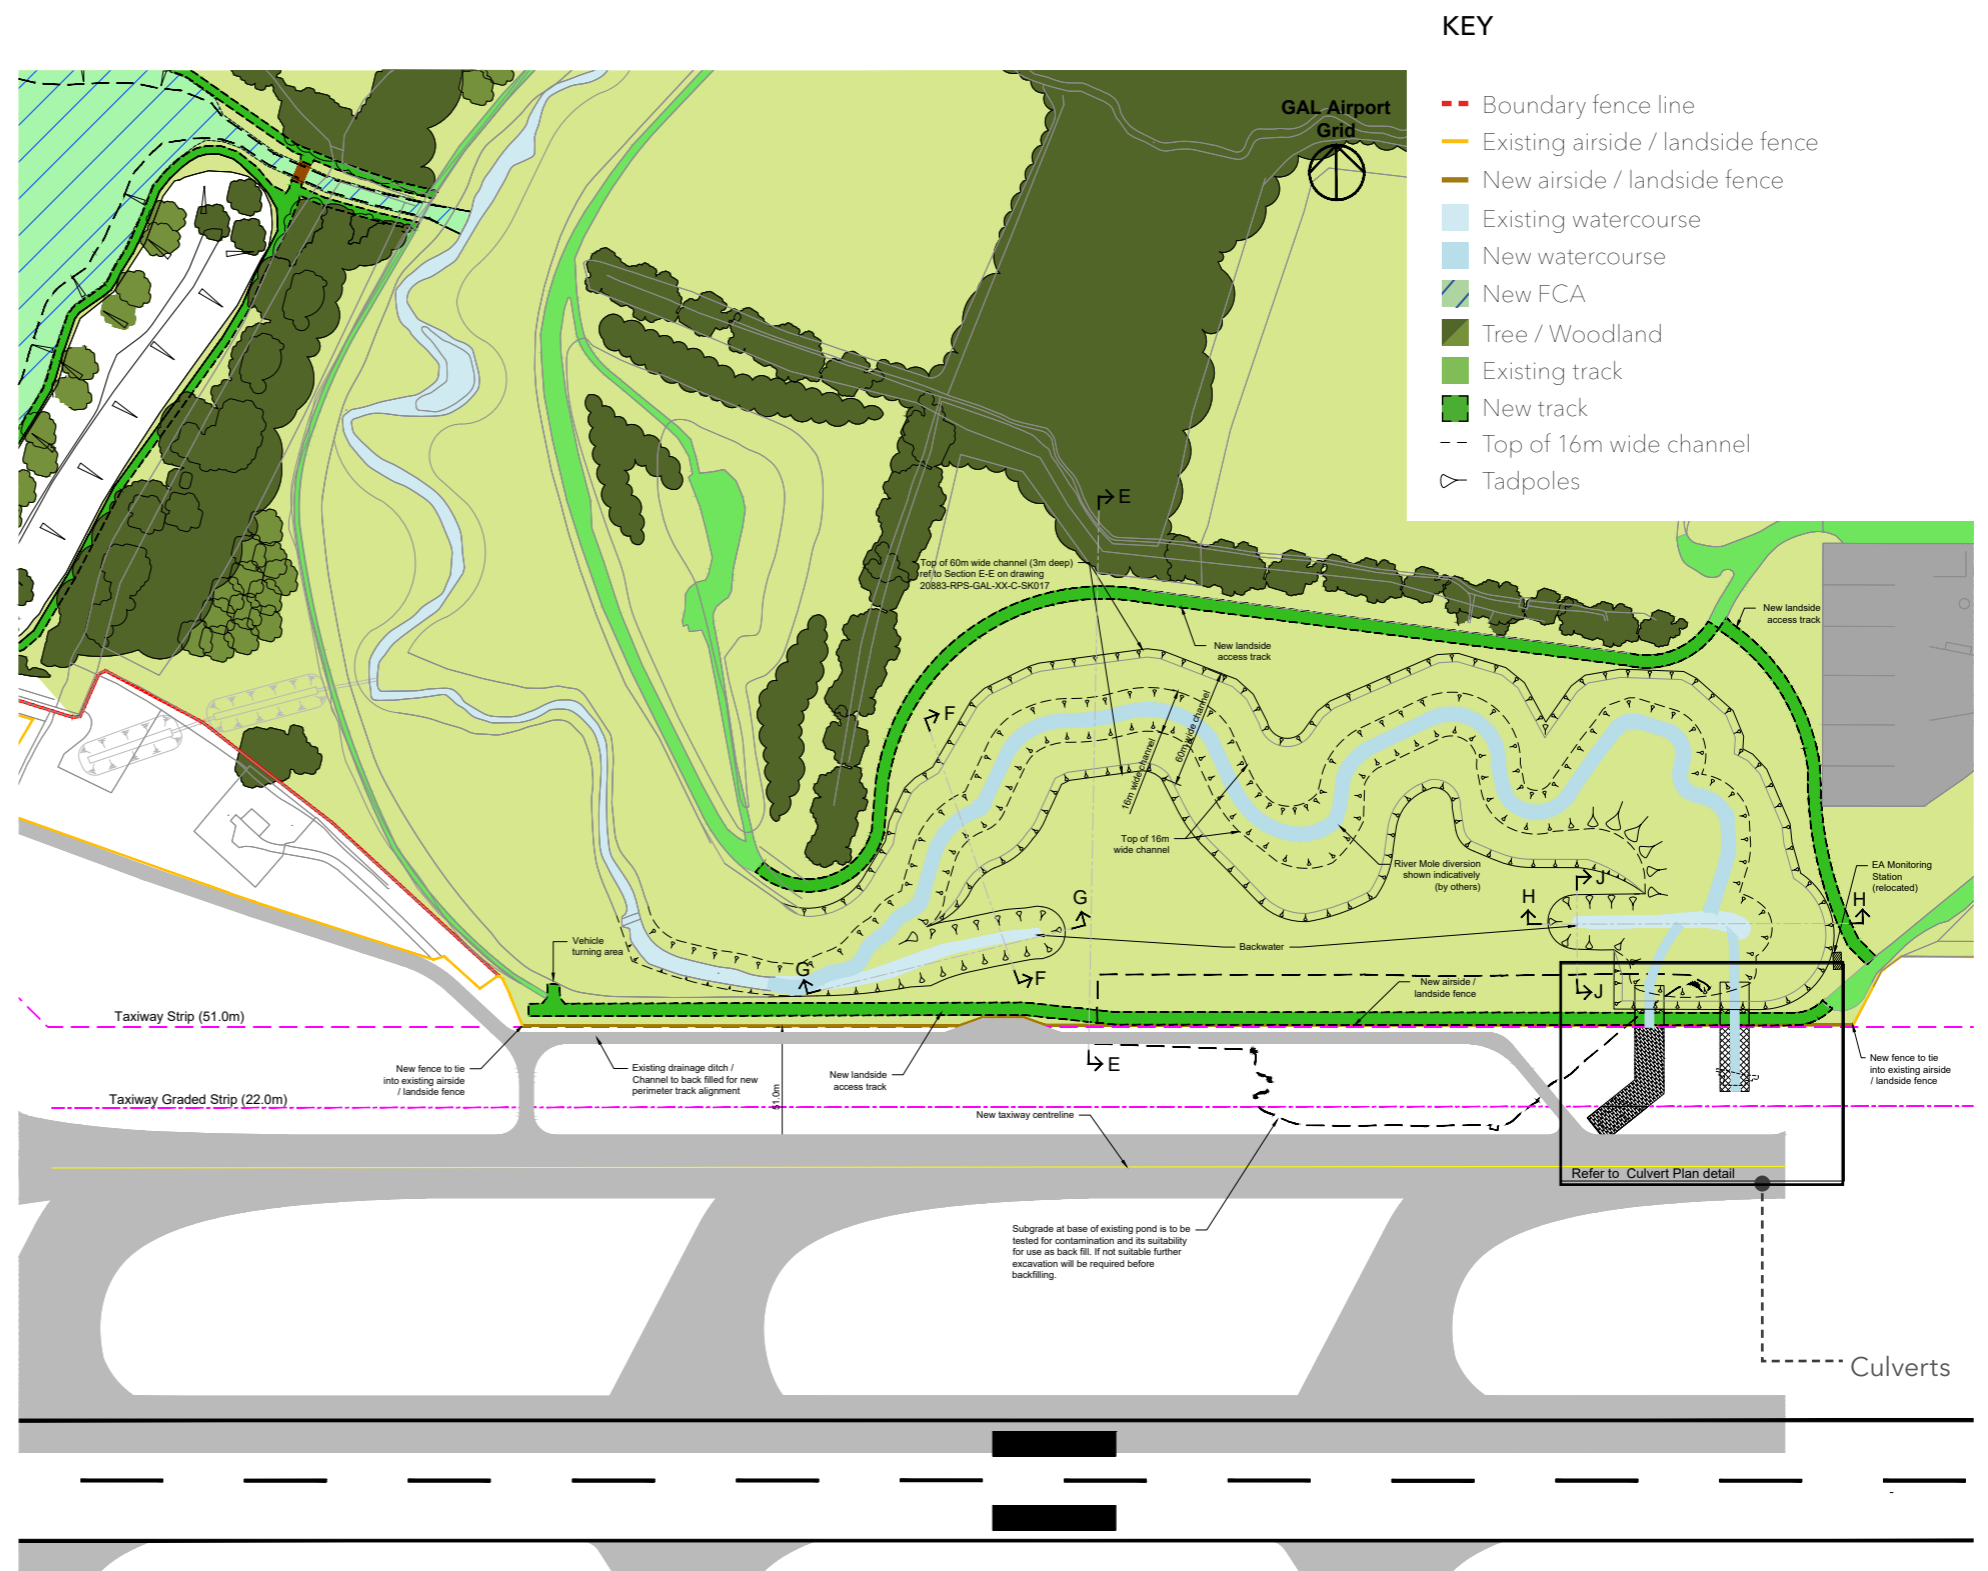 KEY
Boundary fence line
Existing airside / landside fence
New airside / landside fence
Existing watercourse
New watercourse
New FCA
Tree / Woodland
Existing track
New track
Top of 16m wide channel
Tadpoles
GAL Airport
Grid
E
Top of 60m wide channel (3m deep)
ref to Section E-E on drawing
20883-RPS-GAL-XX-C-SK017
New landside
access track
New landside
access track
F
60m wide channel
16m wide channel
Top of 16m
wide channel
River Mole diversion
shown indicatively
(by others)
EA Monitoring
Station
(relocated)
J
H
H
G
Backwater
Vehicle
turning area
G
F
J
New airside /
landside fence
Taxiway Strip (51.0m)
E
New fence to tie
into existing airside
/ landside fence
Existing drainage ditch /
Channel to back filled for new
perimeter track alignment
New landside
access track
New fence to tie
into existing airside
/ landside fence
51.0m
Taxiway Graded Strip (22.0m)
New taxiway centreline
Refer to Culvert Plan detail
Subgrade at base of existing pond is to be
tested for contamination and its suitability
for use as back fill. If not suitable further
excavation will be required before
backfilling.
Culverts